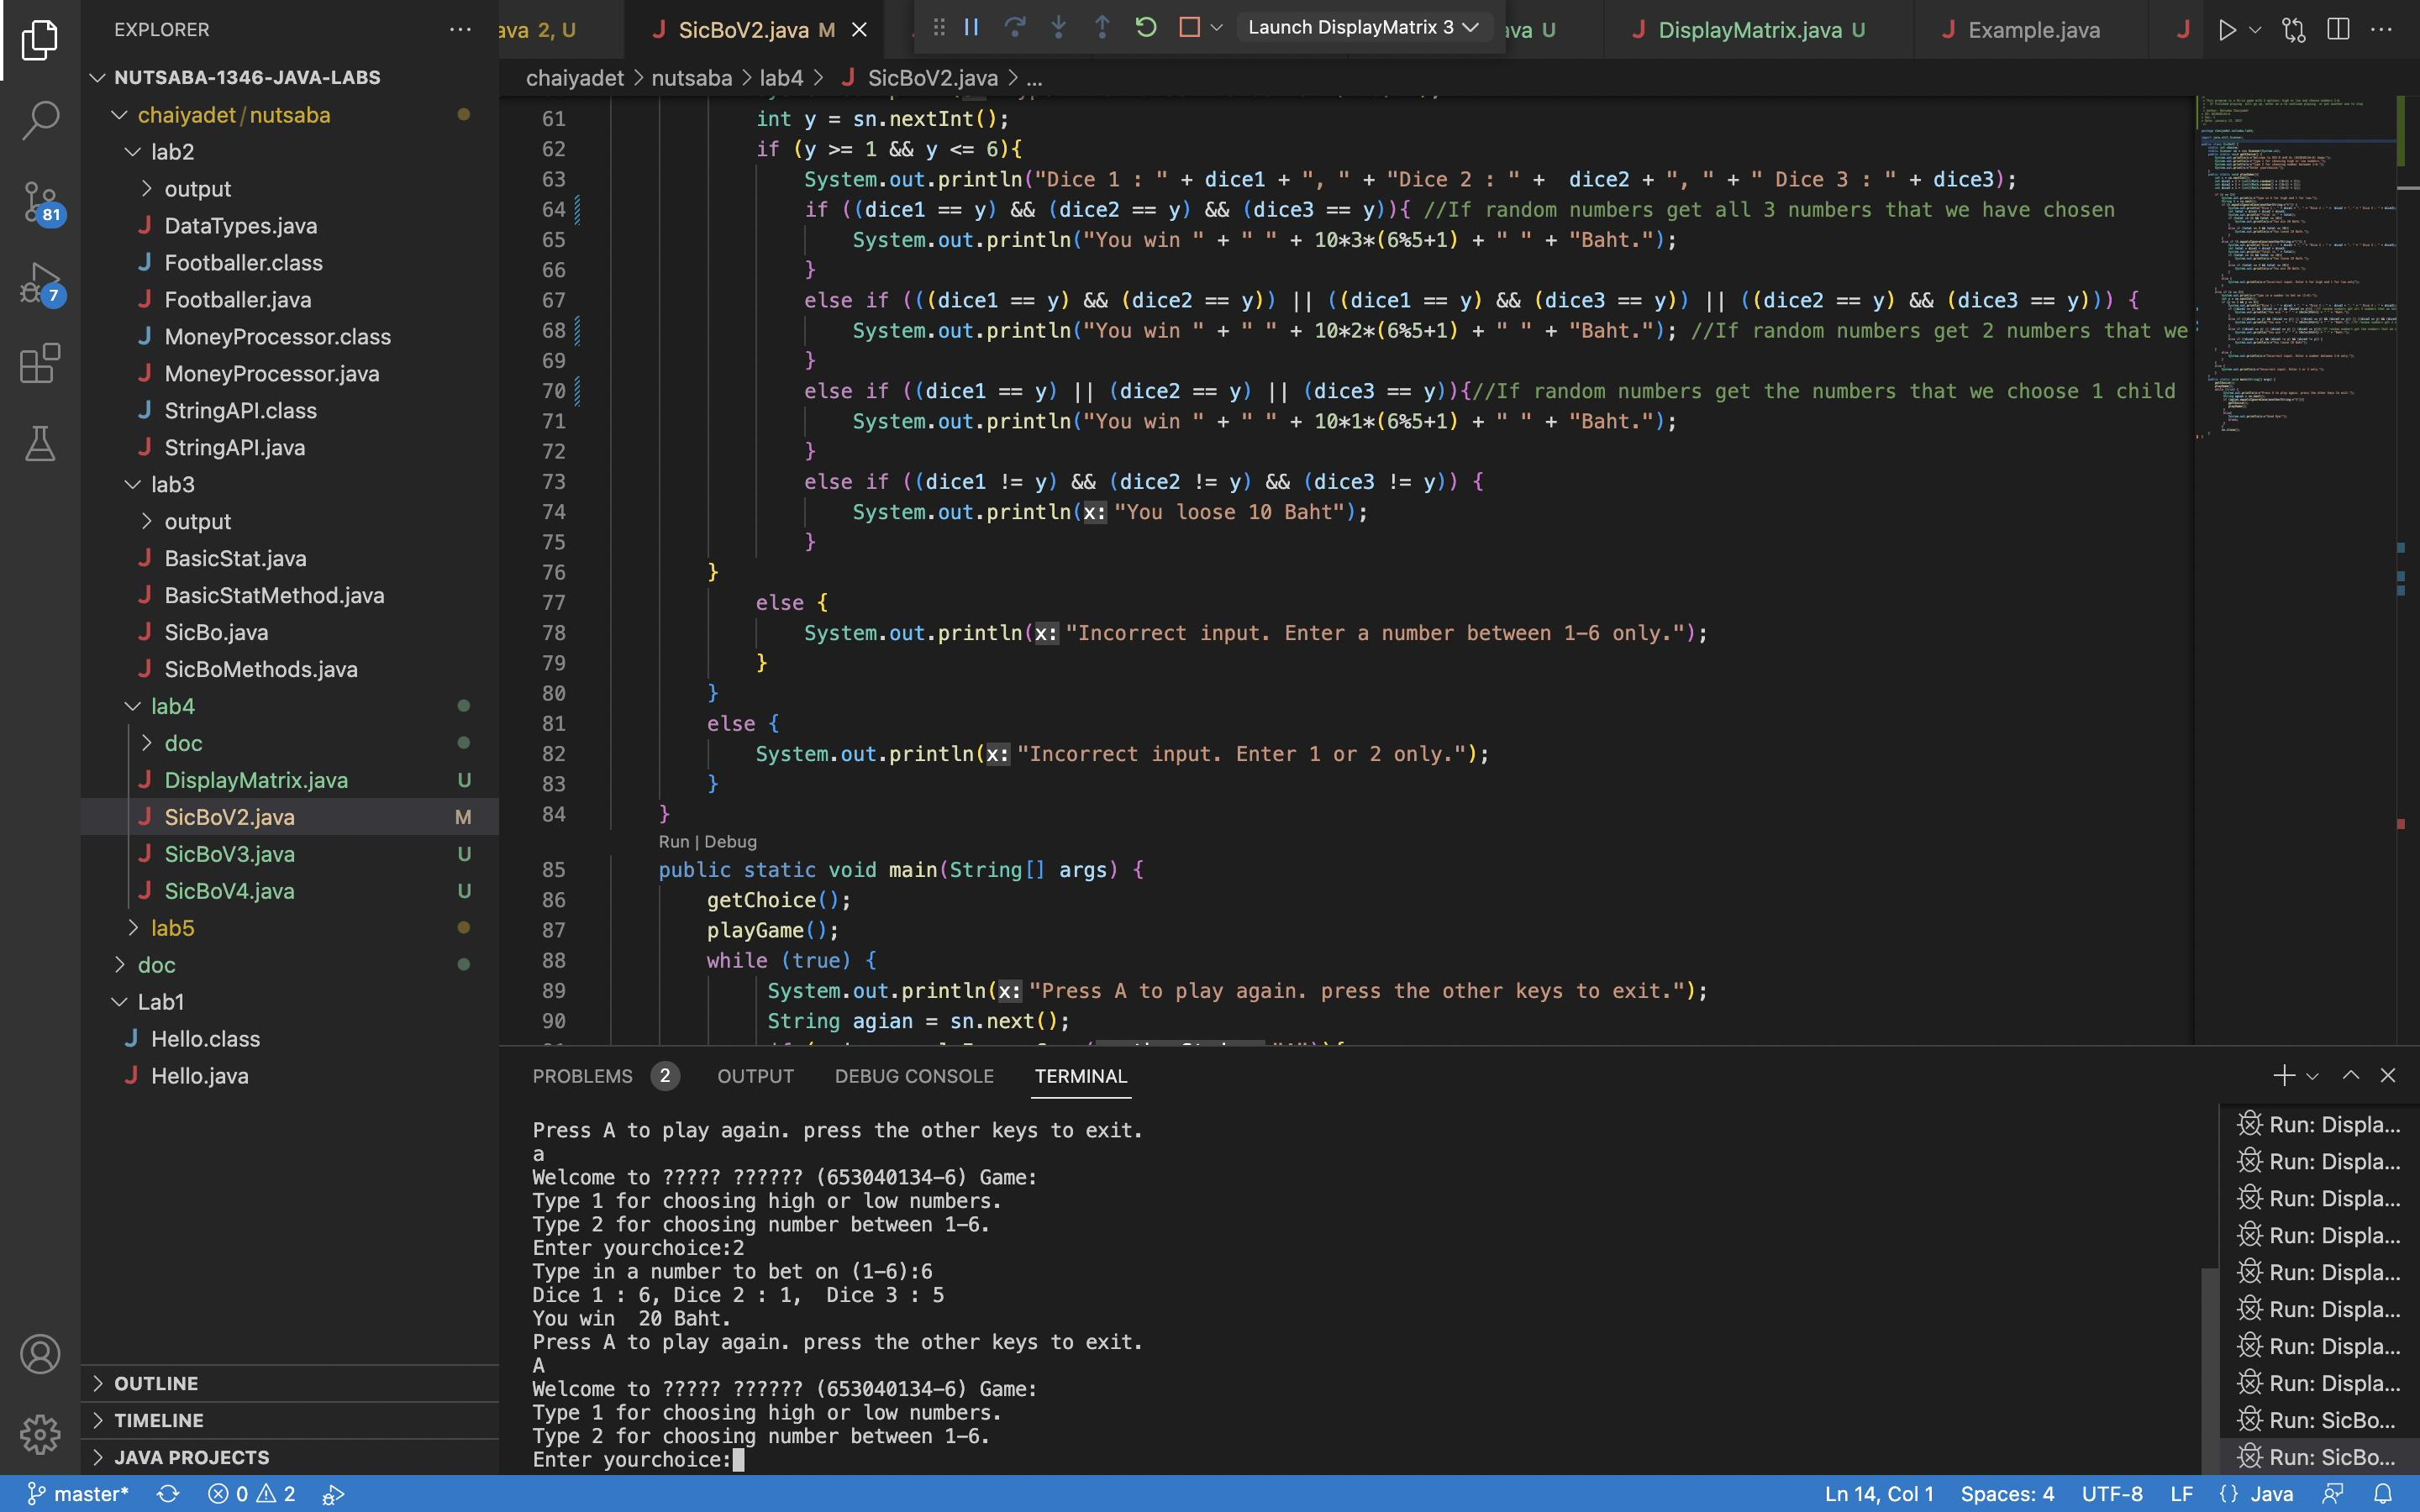 EXPLORER
NUTSABA-1346-JAVA-LABS
chaiyadet/nutsaba
lab2
output
DataTypes.java
Footballer.class
Footballer.java
MoneyProcessor.class
MoneyProcessor.java
StringAPI.class
StringAPI.java
lab3
output
BasicStat.java
BasicStatMethod.java
SicBo.java
SicBoMethods.java
lab4
doc
DisplayMatrix.java U
SicBoV2.java M
SicBoV3.java U
SicBoV4.java U
lab5
doc
Lab1
Hello.class
Hello.java
OUTLINE
TIMELINE
JAVA PROJECTS
81
7
ava 2, U
SicBoV2.java M
Launch DisplayMatrix 3
ava U
DisplayMatrix.java U
Example.java
chaiyadet > nutsaba > lab4 > SicBoV2.java > ...
61 int y = sn.nextInt();
62 if (y >= 1 && y <= 6){
63 System.out.println("Dice 1 : " + dice1 + ", " + "Dice 2 : " +  dice2 + ", " + " Dice 3 : " + dice3);
64 if ((dice1 == y) && (dice2 == y) && (dice3 == y)){ //If random numbers get all 3 numbers that we have chosen
65 System.out.println("You win " + " " + 10*3*(6%5+1) + " " + "Baht.");
66 }
67 else if (((dice1 == y) && (dice2 == y)) || ((dice1 == y) && (dice3 == y)) || ((dice2 == y) && (dice3 == y))) {
68 System.out.println("You win " + " " + 10*2*(6%5+1) + " " + "Baht."); //If random numbers get 2 numbers that we
69 }
70 else if ((dice1 == y) || (dice2 == y) || (dice3 == y)){//If random numbers get the numbers that we choose 1 child
71 System.out.println("You win " + " " + 10*1*(6%5+1) + " " + "Baht.");
72 }
73 else if ((dice1 != y) && (dice2 != y) && (dice3 != y)) {
74 System.out.println(x: "You loose 10 Baht");
75 }
76 }
77 else {
78 System.out.println(x: "Incorrect input. Enter a number between 1-6 only.");
79 }
80 }
81 else {
82 System.out.println(x: "Incorrect input. Enter 1 or 2 only.");
83 }
84 }
Run | Debug
85 public static void main(String[] args) {
86 getChoice();
87 playGame();
88 while (true) {
89 System.out.println(x: "Press A to play again. press the other keys to exit.");
90 String agian = sn.next();
PROBLEMS 2 OUTPUT DEBUG CONSOLE TERMINAL
Press A to play again. press the other keys to exit.
a
Welcome to ????? ?????? (653040134-6) Game:
Type 1 for choosing high or low numbers.
Type 2 for choosing number between 1-6.
Enter yourchoice:2
Type in a number to bet on (1-6):6
Dice 1 : 6, Dice 2 : 1,  Dice 3 : 5
You win  20 Baht.
Press A to play again. press the other keys to exit.
A
Welcome to ????? ?????? (653040134-6) Game:
Type 1 for choosing high or low numbers.
Type 2 for choosing number between 1-6.
Enter yourchoice:
Run: Displa...
Run: Displa...
Run: Displa...
Run: Displa...
Run: Displa...
Run: Displa...
Run: Displa...
Run: Displa...
Run: SicBo...
Run: SicBo...
master* 0 2
Ln 14, Col 1 Spaces: 4 UTF-8 LF {} Java